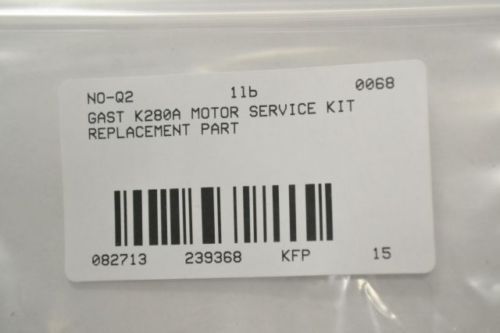 NO-Q2 1lb 0068
GAST K280A MOTOR SERVICE KIT
REPLACEMENT PART
082713 239368 KFP 15